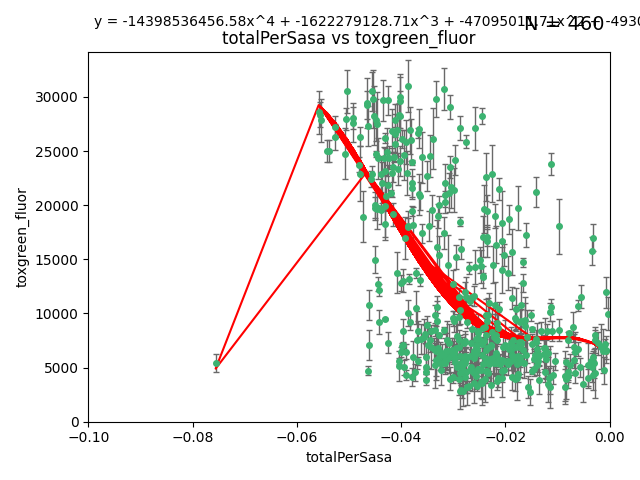 y = -14398536456.58x^4 + -1622279128.71x^3 +
N = 460
totalPerSasa vs toxgreen_fluor
30000
25000
20000
15000
10000
5000
0
toxgreen_fluor
−0.10
−0.08
−0.06
−0.04
−0.02
0.00
totalPerSasa